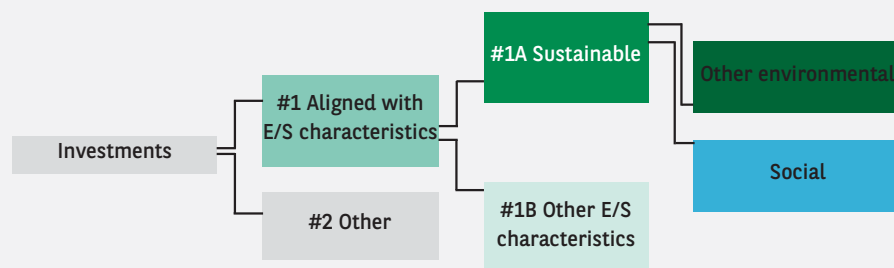 Investments
#1 Aligned with
E/S characteristics
#2 Other
#1A Sustainable
#1B Other E/S
characteristics
Other environmental
Social